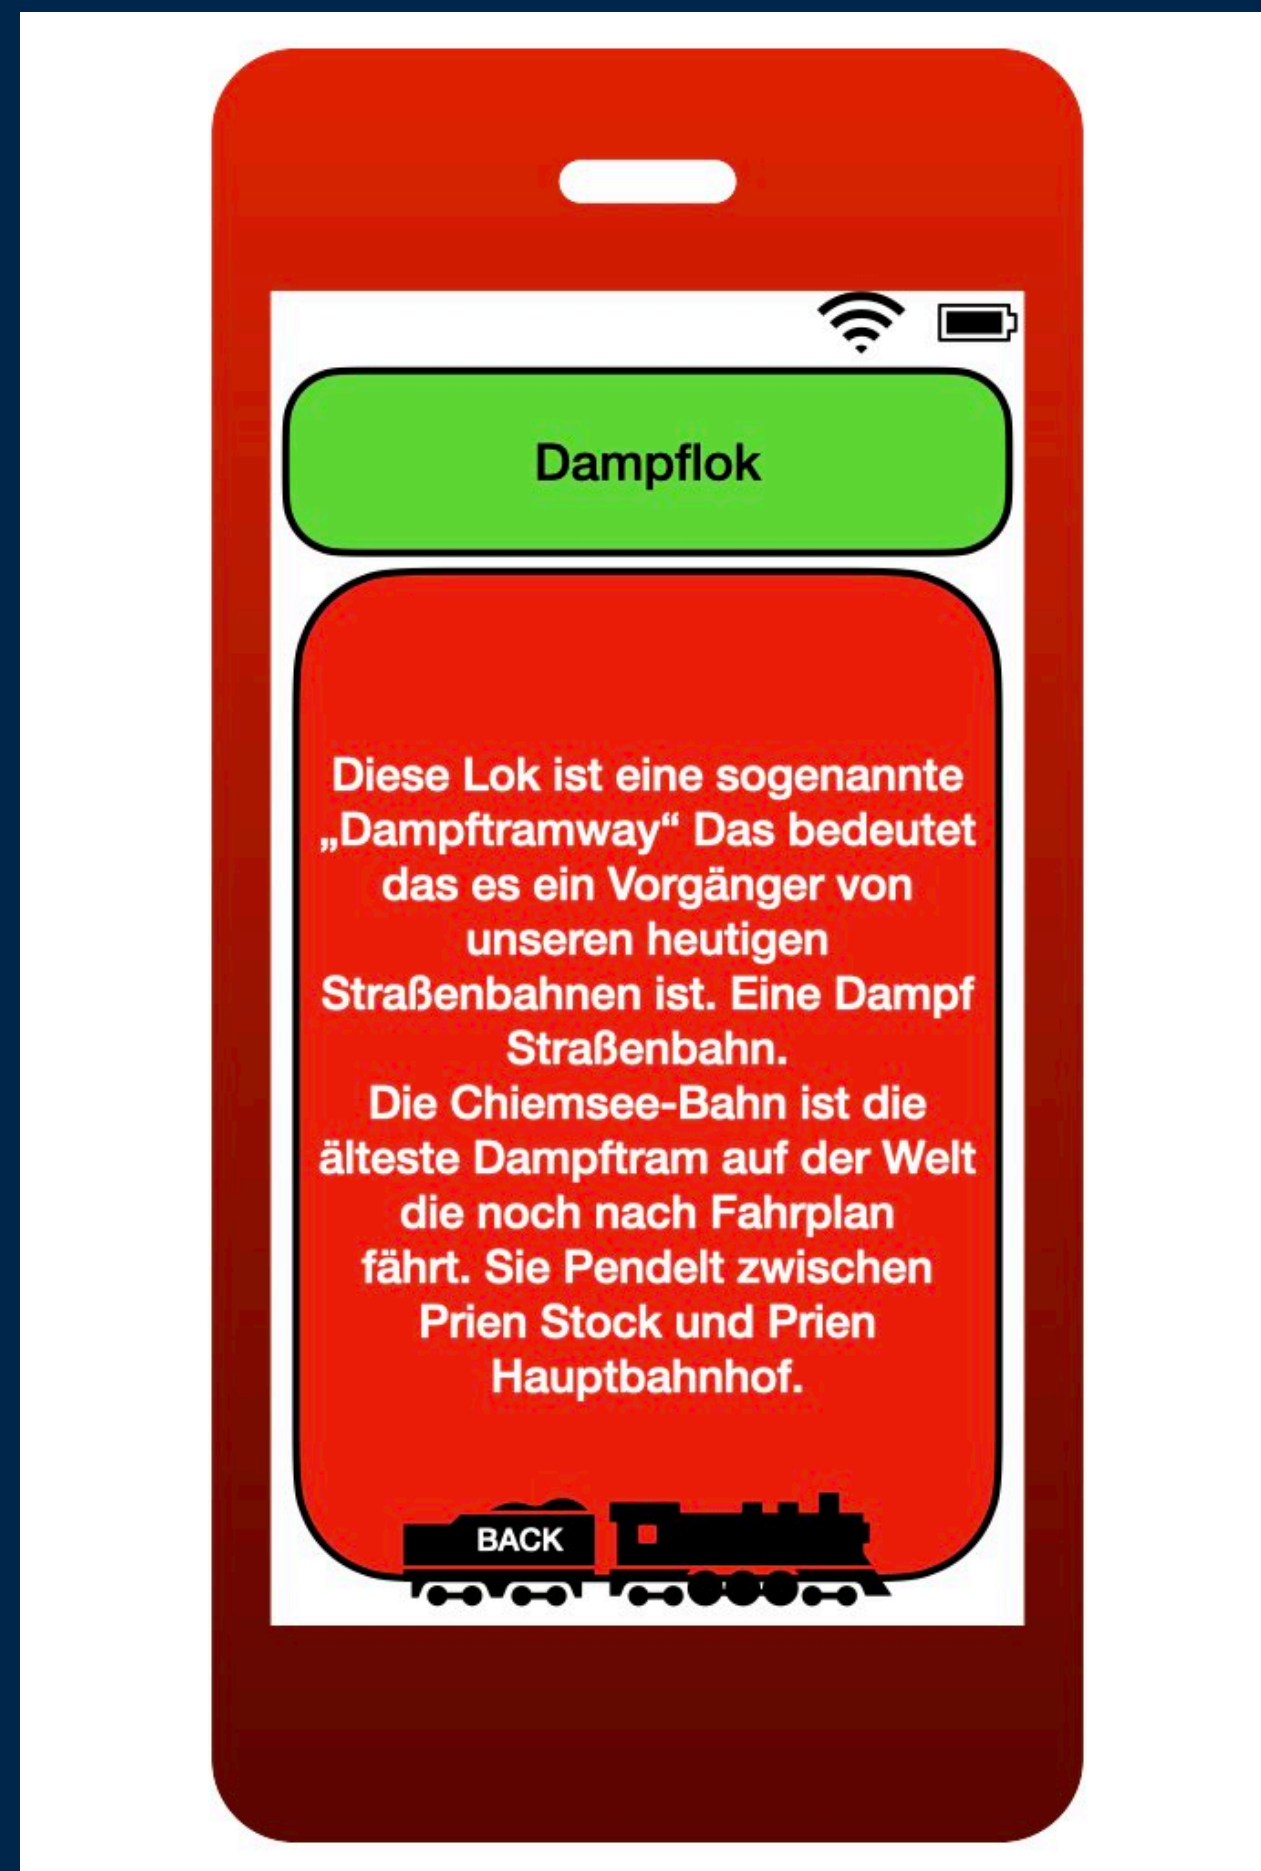 Dampflok
Diese Lok ist eine sogenannte
„Dampftramway“ Das bedeutet
das es ein Vorgänger von
unseren heutigen
Straßenbahnen ist. Eine Dampf
Straßenbahn.
Die Chiemsee-Bahn ist die
älteste Dampftram auf der Welt
die noch nach Fahrplan
fährt. Sie Pendelt zwischen
Prien Stock und Prien
Hauptbahnhof.
BACK